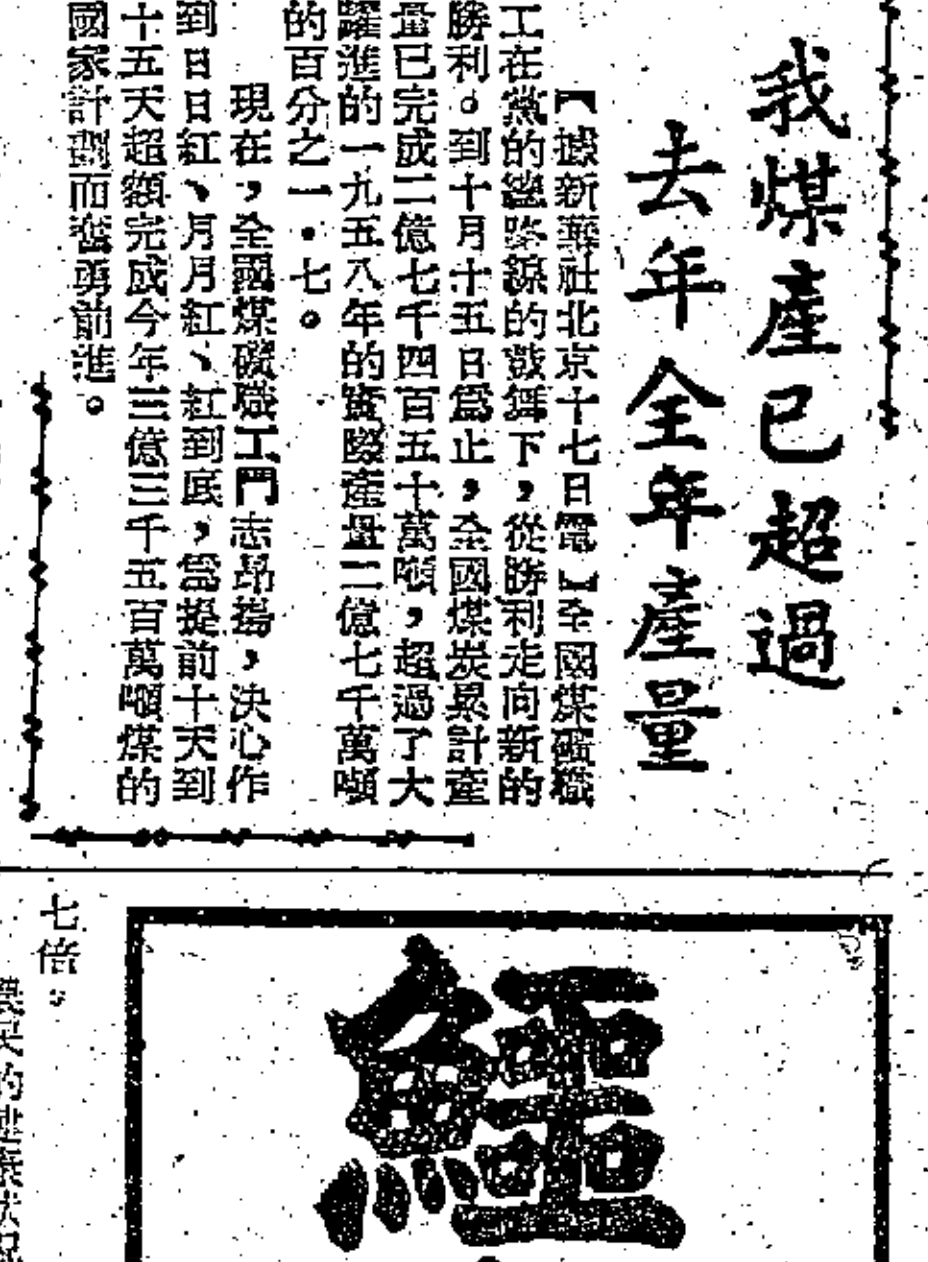 我煤產已超過
去年全年產量
【據新華社北京十七日電】全國煤礦職
工在黨的總路線的鼓舞下，從勝利走向新的
勝利。到十月十五日爲止，全國煤炭累計產
量已完成二億七千四百五十萬噸，超過了大
躍進的一九五八年的實際產量二億七千萬噸
的百分之一・七。
現在，全國煤礦職工鬥志昂揚，決心作
到日日紅、月月紅、紅到底，爲提前十天到
十五天超額完成今年三億三千五百萬噸煤的
國家計劃而奮勇前進。
七倍。
鱷